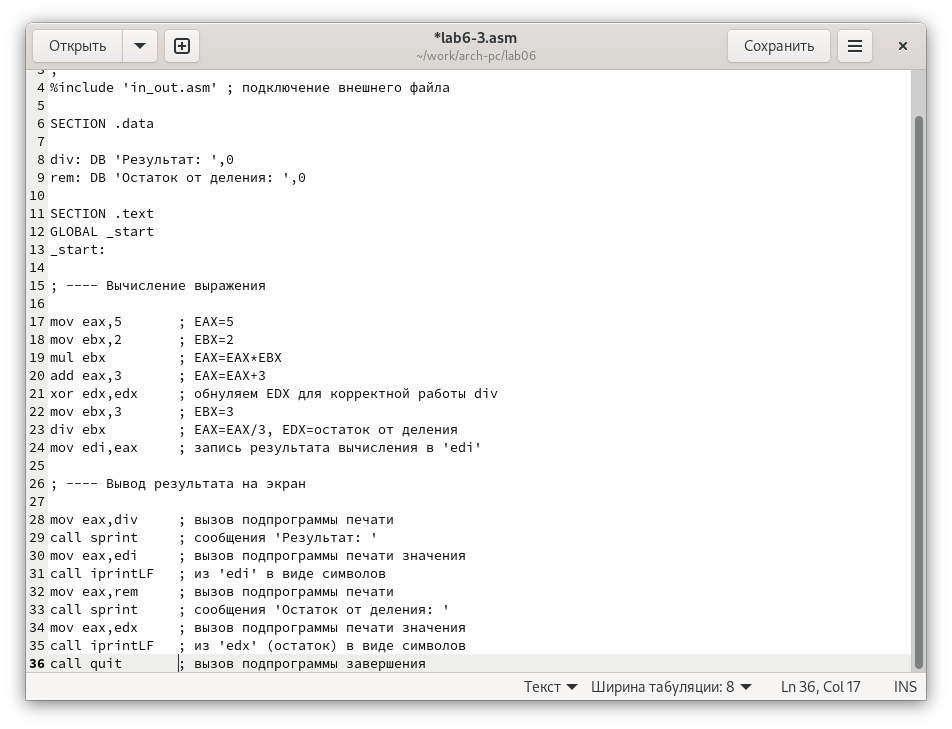 Открыть
*lab6-3.asm
~/work/arch-pc/lab06
Сохранить
3 ;
4 %include 'in_out.asm' ; подключение внешнего файла
5
6 SECTION .data
7
8 div: DB 'Результат: ',0
9 rem: DB 'Остаток от деления: ',0
10
11 SECTION .text
12 GLOBAL _start
13 _start:
14
15 ; ---- Вычисление выражения
16
17 mov eax,5       ; EAX=5
18 mov ebx,2       ; EBX=2
19 mul ebx         ; EAX=EAX*EBX
20 add eax,3       ; EAX=EAX+3
21 xor edx,edx     ; обнуляем EDX для корректной работы div
22 mov ebx,3       ; EBX=3
23 div ebx         ; EAX=EAX/3, EDX=остаток от деления
24 mov edi,eax     ; запись результата вычисления в 'edi'
25
26 ; ---- Вывод результата на экран
27
28 mov eax,div     ; вызов подпрограммы печати
29 call sprint     ; сообщения 'Результат: '
30 mov eax,edi     ; вызов подпрограммы печати значения
31 call iprintLF   ; из 'edi' в виде символов
32 mov eax,rem     ; вызов подпрограммы печати
33 call sprint     ; сообщения 'Остаток от деления: '
34 mov eax,edx     ; вызов подпрограммы печати значения
35 call iprintLF   ; из 'edx' (остаток) в виде символов
36 call quit       ; вызов подпрограммы завершения
Текст
Ширина табуляции: 8
Ln 36, Col 17
INS